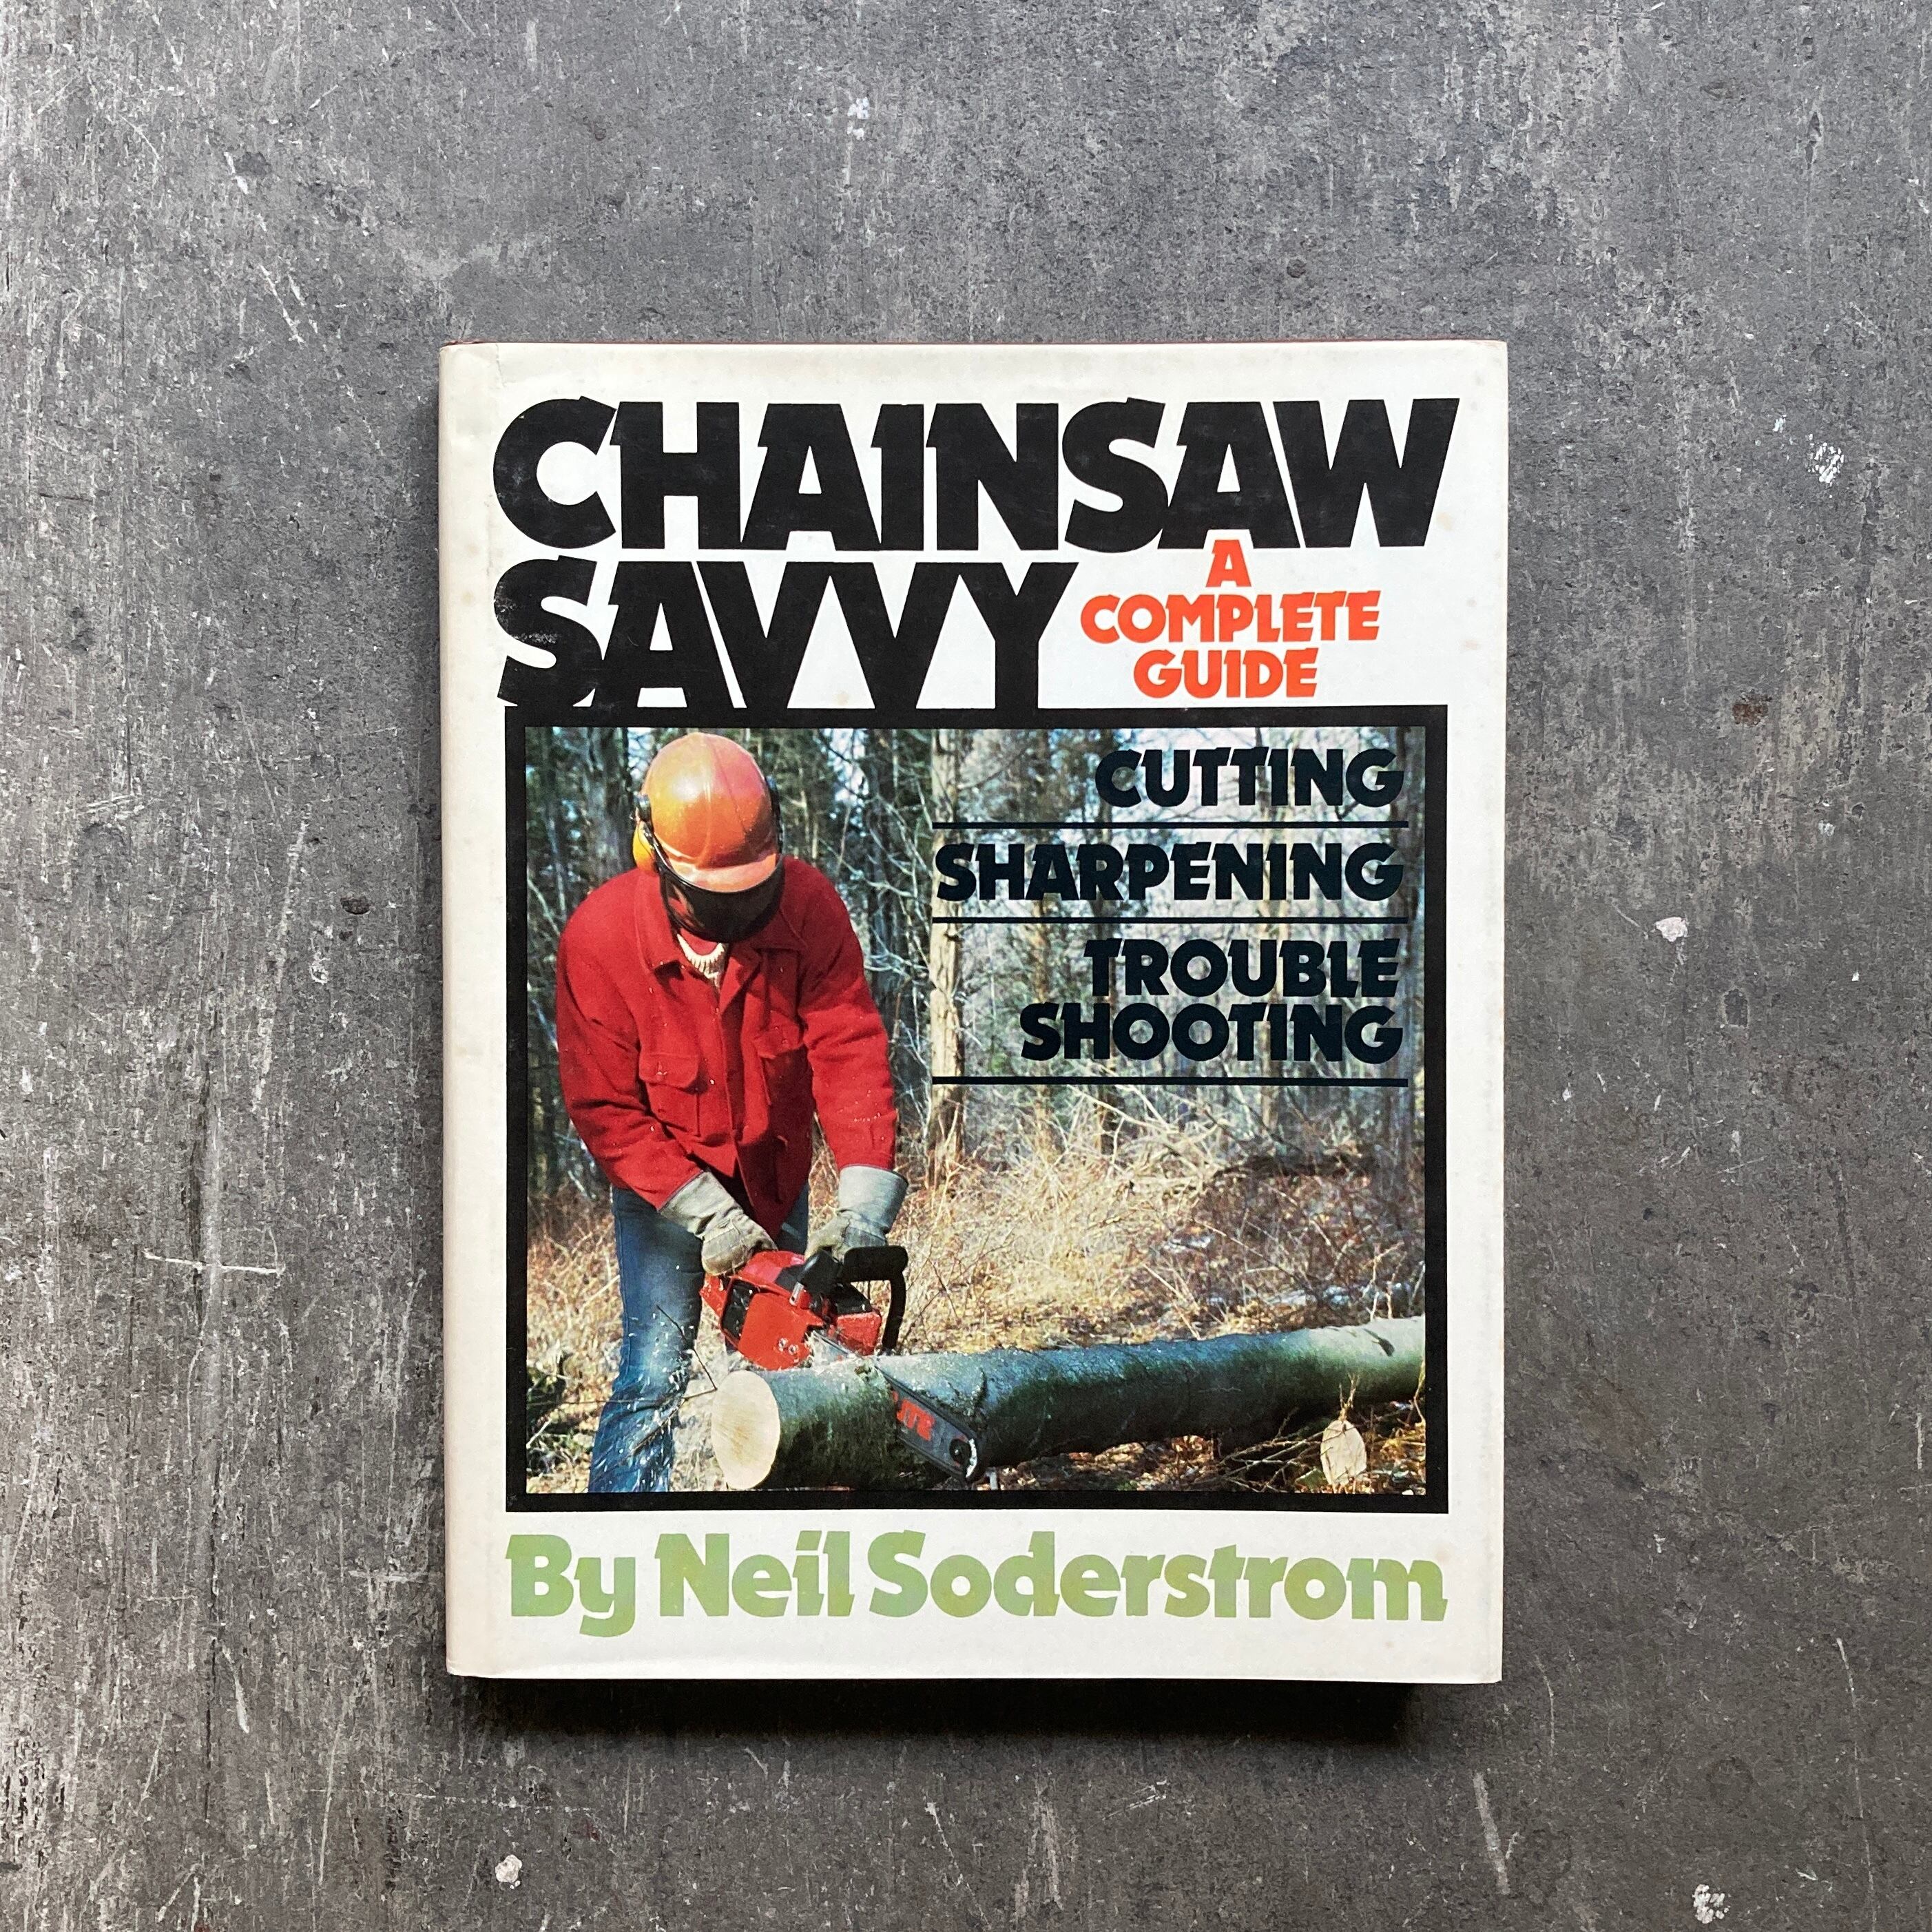 CHAINSAW
SAVVY
A
COMPLETE
GUIDE
CUTTING
SHARPENING
TROUBLE
SHOOTING
By Neil Soderstrom